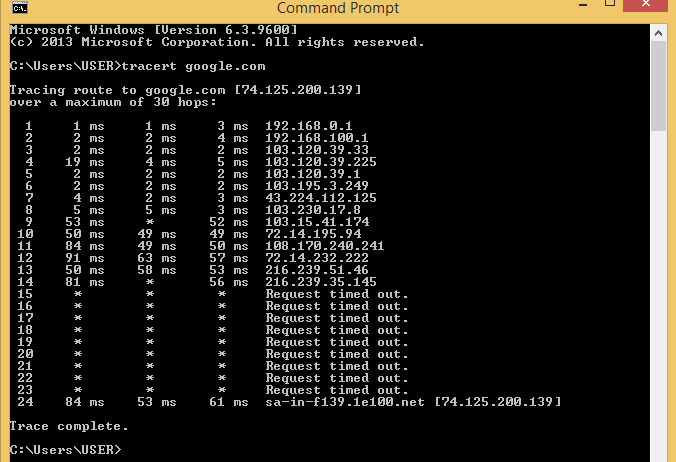 Command Prompt
Microsoft Windows [Version 6.3.9600]
(c) 2013 Microsoft Corporation. All rights reserved.
C:\Users\USER>tracert google.com
Tracing route to google.com [74.125.200.139]
over a maximum of 30 hops:
1 1 ms 1 ms 3 ms 192.168.0.1
2 2 ms 2 ms 4 ms 192.168.100.1
3 2 ms 2 ms 2 ms 103.120.39.33
4 19 ms 4 ms 5 ms 103.120.39.225
5 2 ms 2 ms 2 ms 103.120.39.1
6 2 ms 2 ms 2 ms 103.195.3.249
7 4 ms 2 ms 3 ms 43.224.112.125
8 5 ms 5 ms 3 ms 103.230.17.8
9 53 ms * 52 ms 103.15.41.174
10 50 ms 49 ms 49 ms 72.14.195.94
11 84 ms 49 ms 50 ms 108.170.240.241
12 91 ms 63 ms 57 ms 72.14.232.222
13 50 ms 58 ms 53 ms 216.239.51.46
14 81 ms * 56 ms 216.239.35.145
15 * * * Request timed out.
16 * * * Request timed out.
17 * * * Request timed out.
18 * * * Request timed out.
19 * * * Request timed out.
20 * * * Request timed out.
21 * * * Request timed out.
22 * * * Request timed out.
23 * * * Request timed out.
24 84 ms 53 ms 61 ms sa-in-f139.1e100.net [74.125.200.139]
Trace complete.
C:\Users\USER>